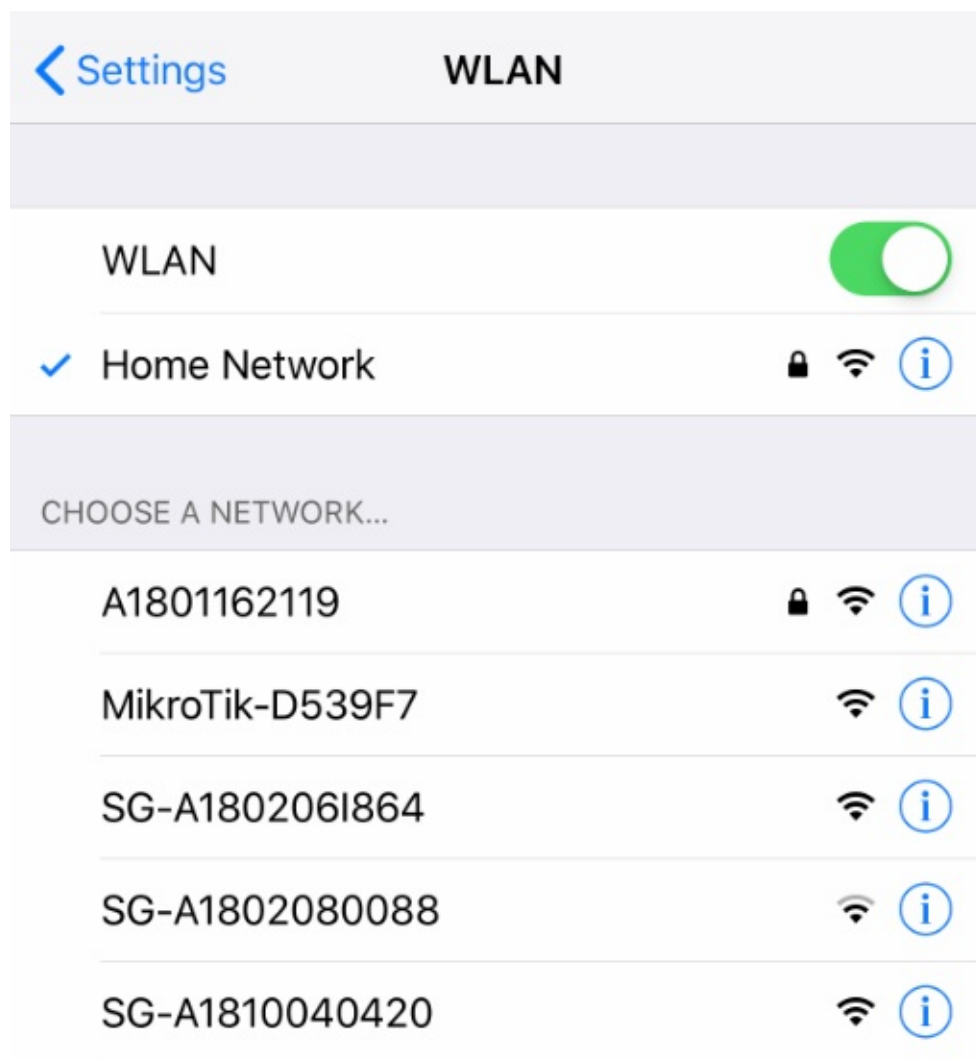 Settings WLAN
WLAN
Home Network
CHOOSE A NETWORK...
A1801162119
MikroTik-D539F7
SG-A180206I864
SG-A1802080088
SG-A1810040420